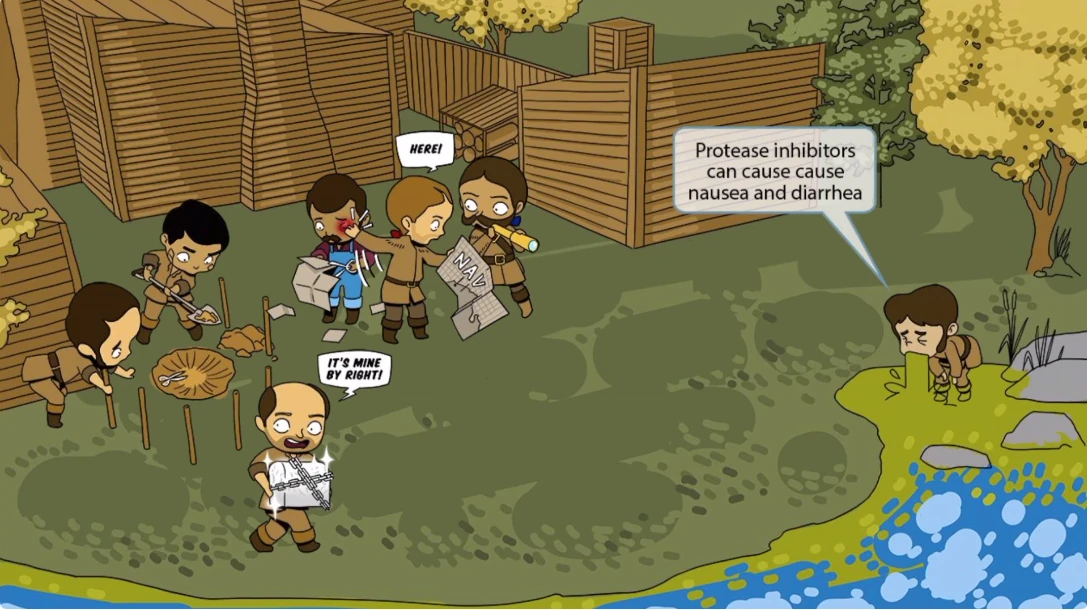 HERE!
Protease inhibitors
can cause cause
nausea and diarrhea
NAV
IT'S MINE
BY RIGHT!